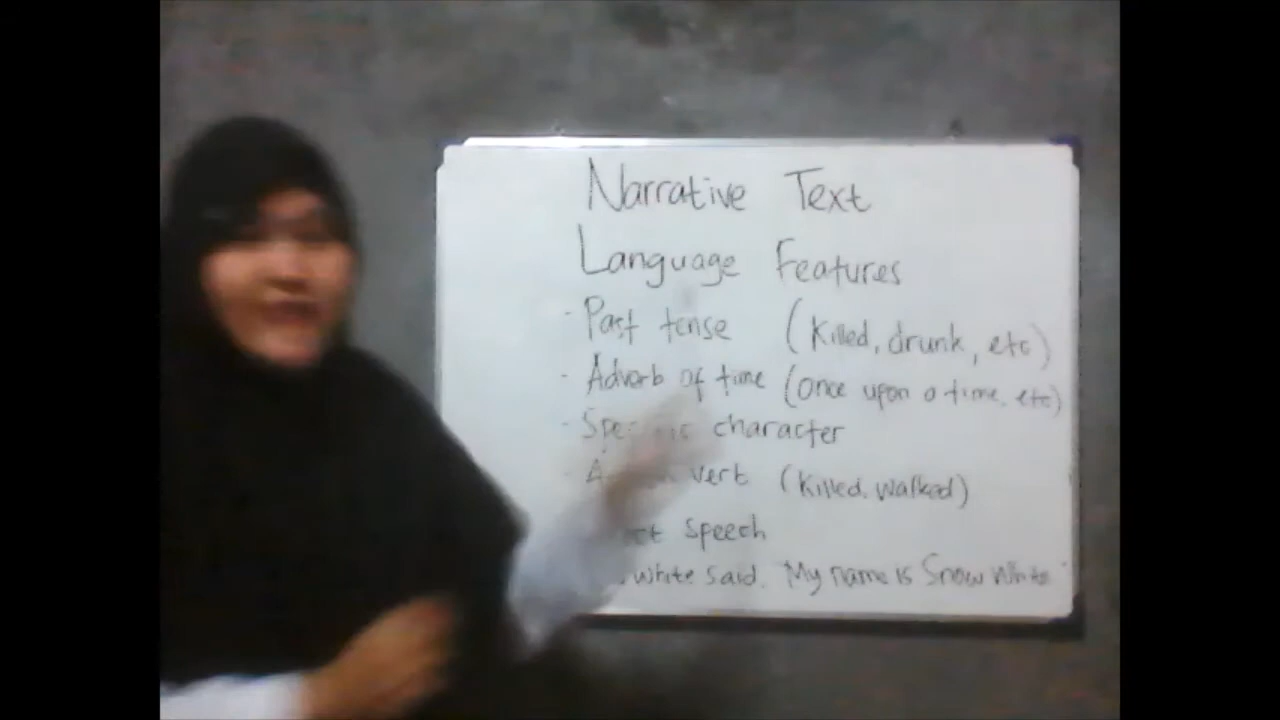 Narrative Text
Language Features
- Past tense (Killed, drunk, etc)
- Adverb of time (Once upon a time, etc)
- character
- verb (Killed, walked)
speech
White said. My name is Snow White"